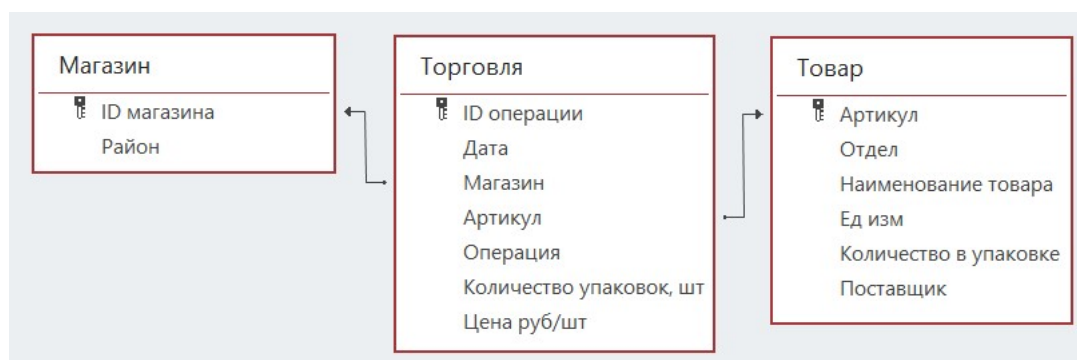 Магазин
ID магазина
Район
Торговля
ID операции
Дата
Магазин
Артикул
Операция
Количество упаковок, шт
Цена руб/шт
Товар
Артикул
Отдел
Наименование товара
Ед изм
Количество в упаковке
Поставщик